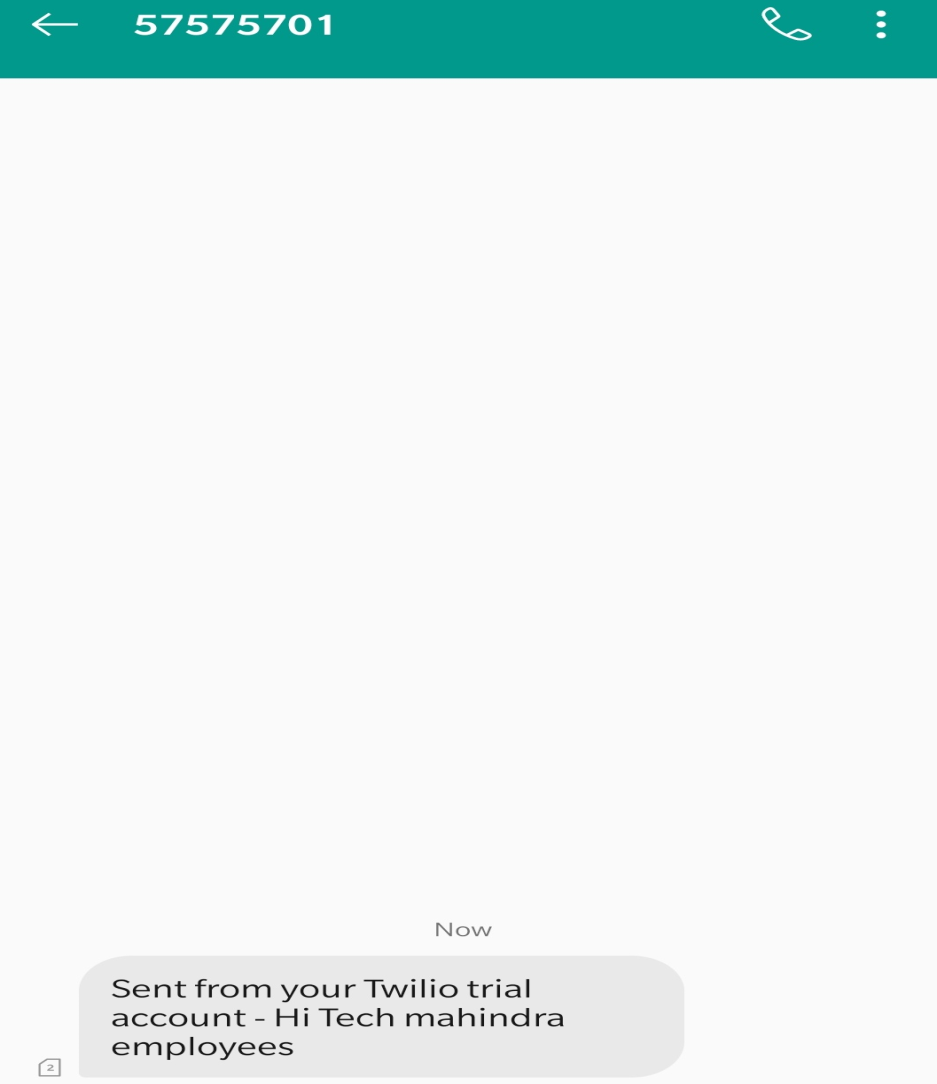 57575701
Now
Sent from your Twilio trial
account - Hi Tech mahindra
employees
2